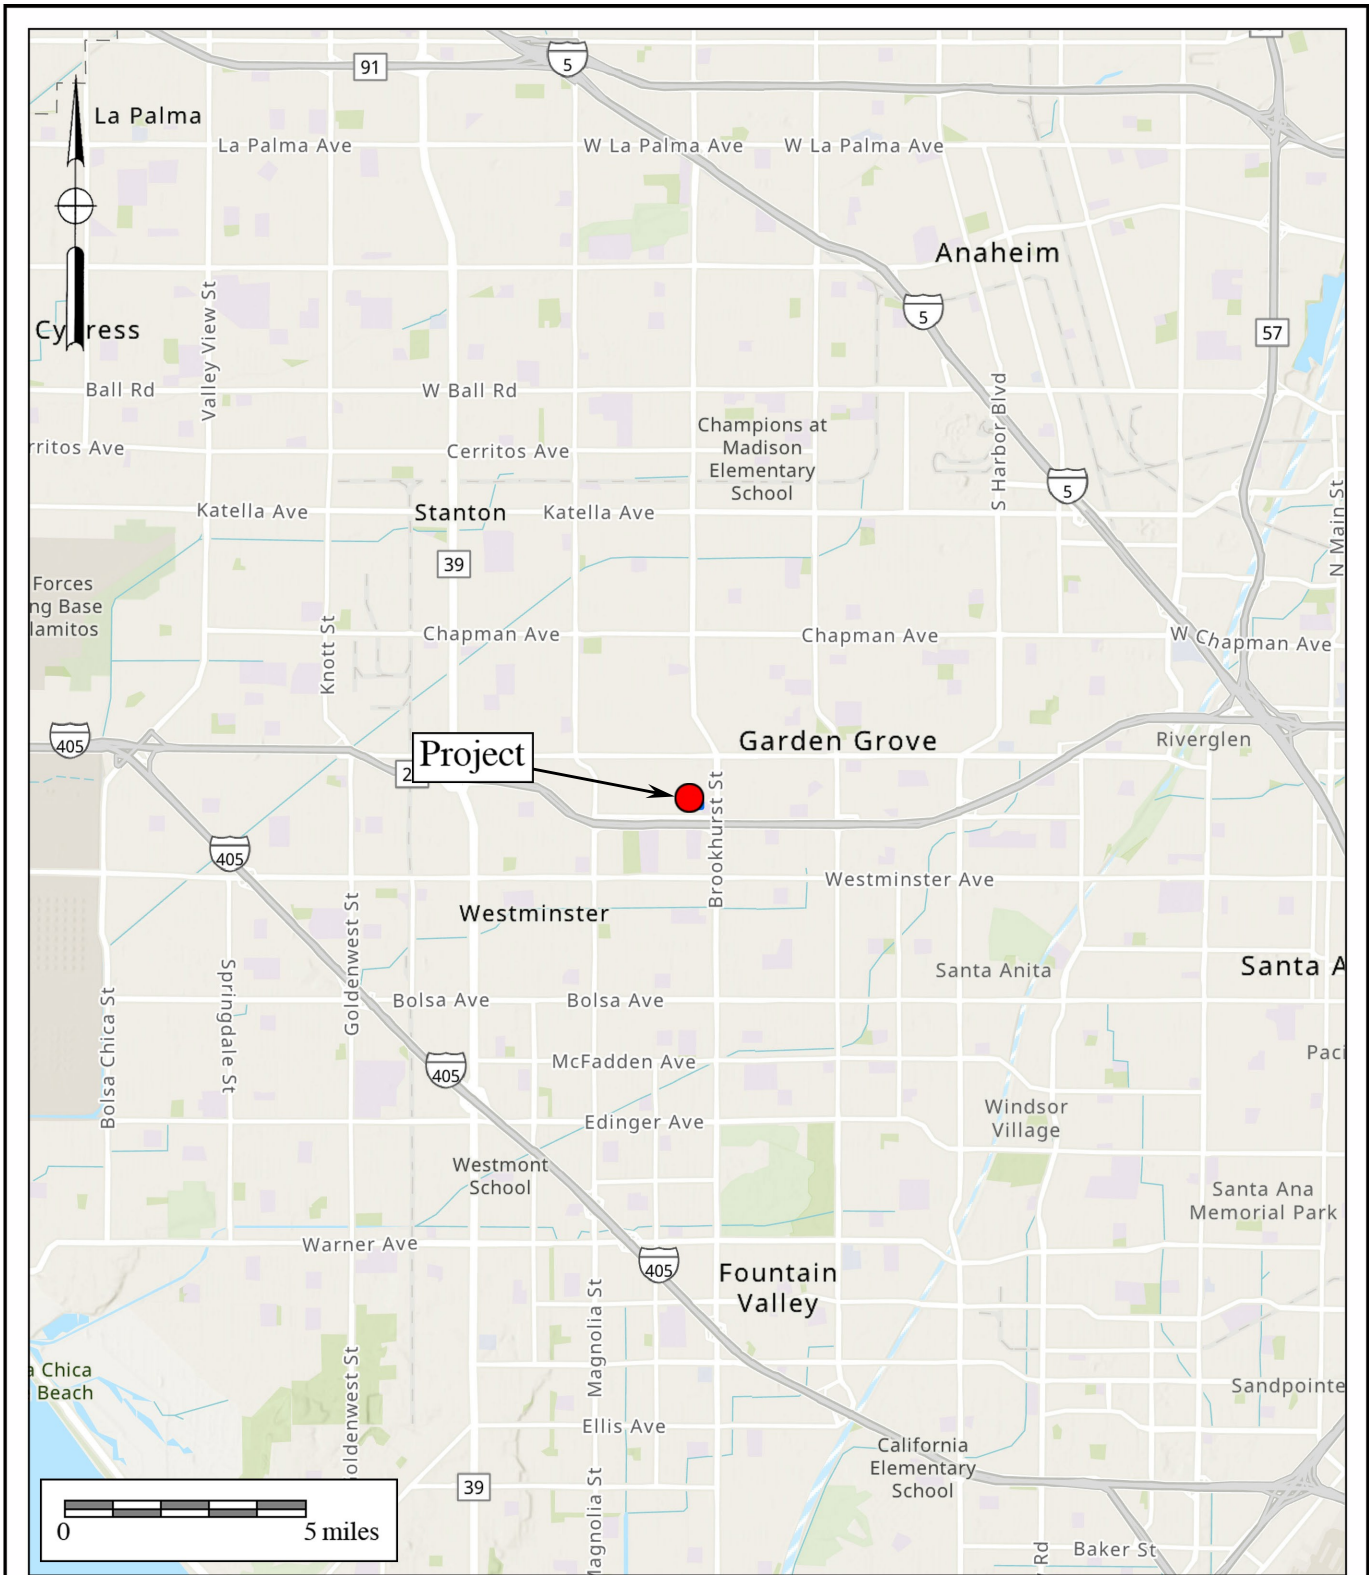 91
5
La Palma
La Palma Ave
W La Palma Ave
W La Palma Ave
Anaheim
5
Cypress
Valley View St
57
Ball Rd
W Ball Rd
S Harbor Blvd
Champions at
Madison
Elementary
School
rritos Ave
Cerritos Ave
5
N Main St
Katella Ave
Stanton
Katella Ave
39
Forces
ng Base
lamitos
Knott St
Chapman Ave
Chapman Ave
W Chapman Ave
405
Project
Garden Grove
Riverglen
2
Brookhurst St
405
Westminster Ave
Goldenwest St
Westminster
Springdale St
Santa Anita
Santa A
Bolsa Chica St
Bolsa Ave
Bolsa Ave
405
McFadden Ave
Paci
Edinger Ave
Windsor
Village
Westmont
School
Santa Ana
Memorial Park
Warner Ave
405
Fountain
Valley
Magnolia St
a Chica
Beach
oldenwest St
Sandpointe
Ellis Ave
California
Elementary
School
39
Magnolia St
0
5 miles
Rd
Baker St